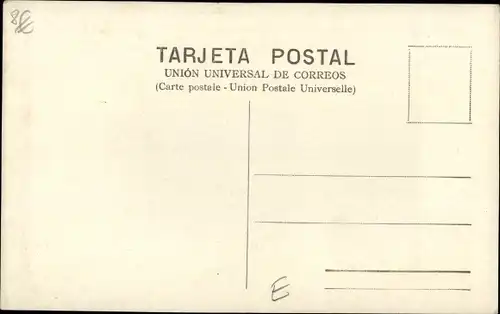 TARJETA POSTAL
UNIÓN UNIVERSAL DE CORREOS
(Carte postale - Union Postale Universelle)
E